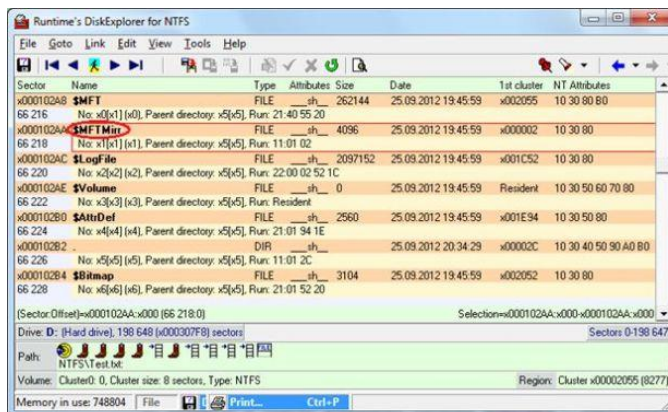 Runtime's DiskExplorer for NTFS
File Goto Link Edit View Tools Help
Sector Name Type Attributes Size Date 1st cluster NT Attributes
x000102A8 $MFT FILE ___sh__ 262144 25.09.2012 19:45:59 x002055 10 30 80 B0
66 216 No: x0[x1] (x0), Parent directory: x5[x5], Run: 21:40 55 20
x000102AA $MFTMirr FILE ___sh__ 4096 25.09.2012 19:45:59 x000002 10 30 80
66 218 No: x1[x1] (x1), Parent directory: x5[x5], Run: 11:01 02
x000102AC $LogFile FILE ___sh__ 2097152 25.09.2012 19:45:59 x001C52 10 30 80
66 220 No: x2[x2] (x2), Parent directory: x5[x5], Run: 22:00 02 52 1C
x000102AE $Volume FILE ___sh__ 0 25.09.2012 19:45:59 Resident 10 30 50 60 70 80
66 222 No: x3[x3] (x3), Parent directory: x5[x5], Run: Resident
x000102B0 $AttrDef FILE ___sh__ 2560 25.09.2012 19:45:59 x001E94 10 30 50 80
66 224 No: x4[x4] (x4), Parent directory: x5[x5], Run: 21:01 94 1E
x000102B2 . DIR ___sh__ 25.09.2012 20:34:29 x00002C 10 30 40 50 90 A0 B0
66 226 No: x5[x5] (x5), Parent directory: x5[x5], Run: 11:01 2C
x000102B4 $Bitmap FILE ___sh__ 3104 25.09.2012 19:45:59 x002052 10 30 80
66 228 No: x6[x6] (x6), Parent directory: x5[x5], Run: 21:01 52 20
(Sector:Offset)=x000102AA:x000 (66 218:0) Selection=x000102AA:x000-x000102AA:x000
Drive: D: (Hard drive), 198 648 (x000307F8) sectors Sectors 0-198 647
Path: NTFS\Test.txt:
Volume: Cluster0: 0, Cluster size: 8 sectors, Type: NTFS Region: Cluster x00002055 (8277)
Memory in use: 748804 File Print... Ctrl+P